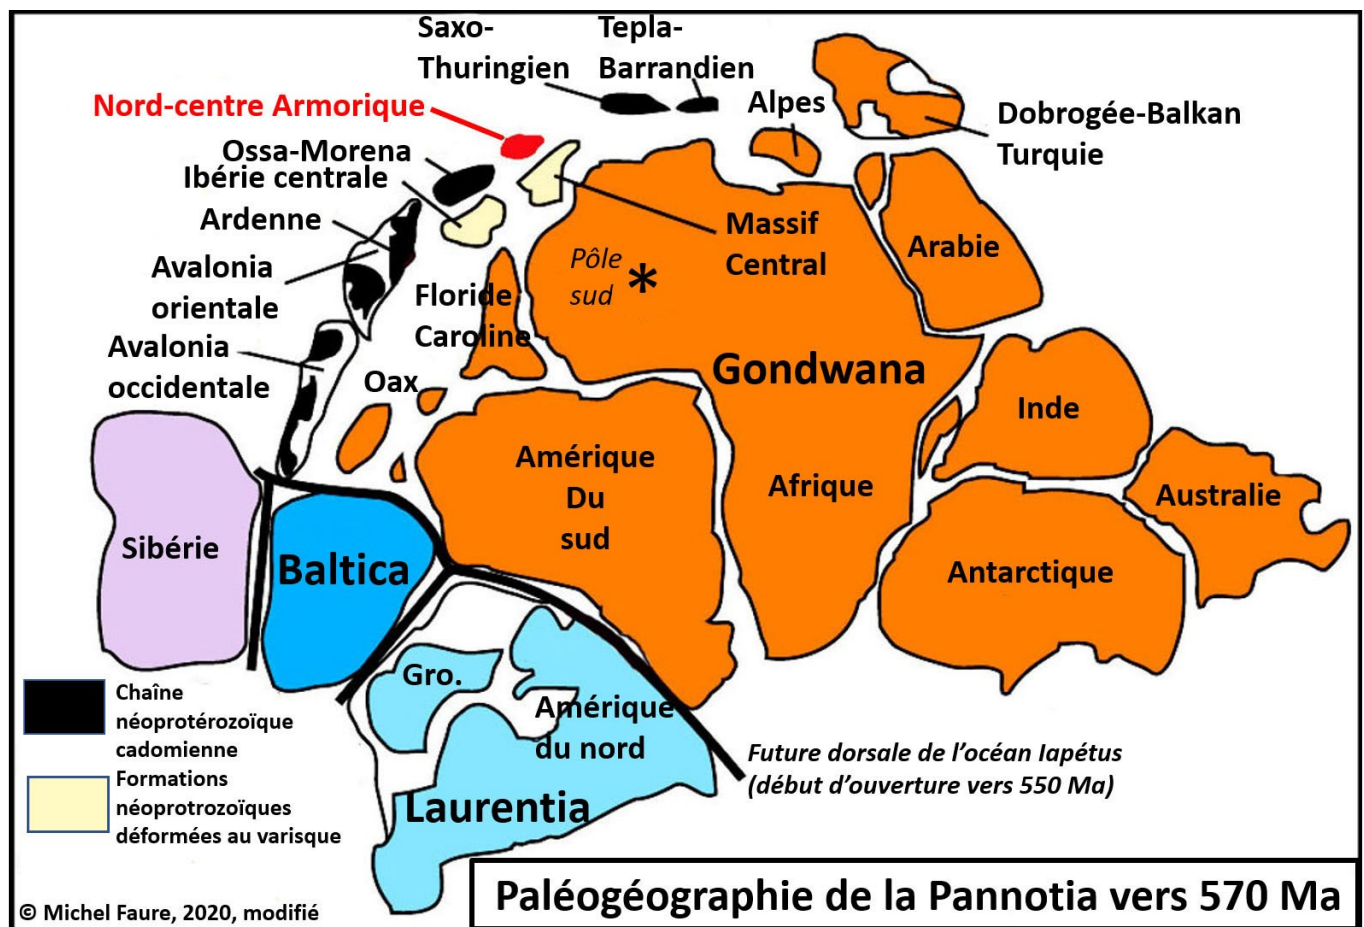 Saxo-
Thuringien
Tepla-
Barrandien
Alpes
Dobrogée-Balkan
Turquie
Nord-centre Armorique
Ossa-Morena
Ibérie centrale
Ardenne
Avalonia
orientale
Avalonia
occidentale
Floride
Caroline
Oax
Pôle
sud
*
Massif
Central
Arabie
Gondwana
Inde
Amérique
Du
sud
Afrique
Australie
Antarctique
Sibérie
Baltica
Gro.
Amérique
du nord
Laurentia
Future dorsale de l’océan Iapétus
(début d’ouverture vers 550 Ma)
Chaîne
néoprotérozoïque
cadomienne
Formations
néoprotrozoïques
déformées au varisque
© Michel Faure, 2020, modifié
Paléogéographie de la Pannotia vers 570 Ma